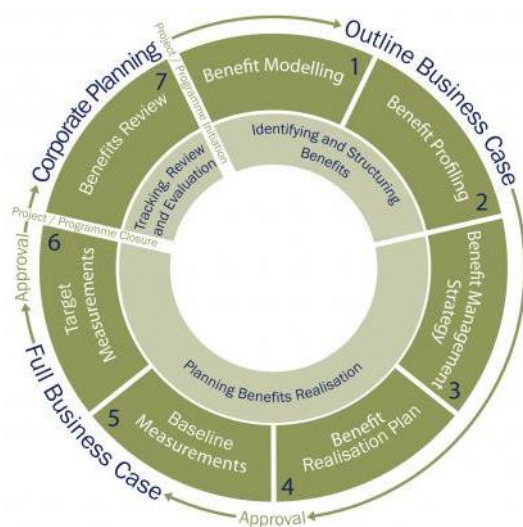 Outline Business Case
1
Benefit Modelling
2
Benefit Profiling
3
Benefit Management
Strategy
4
Benefit
Realisation Plan
Approval
5
Baseline
Measurements
Full Business Case
6
Target
Measurements
Approval
Project / Programme Closure
Corporate Planning
7
Benefits Review
Project / Programme Initiation
Identifying and Structuring
Benefits
Planning Benefits Realisation
Tracking, Review
and Evaluation